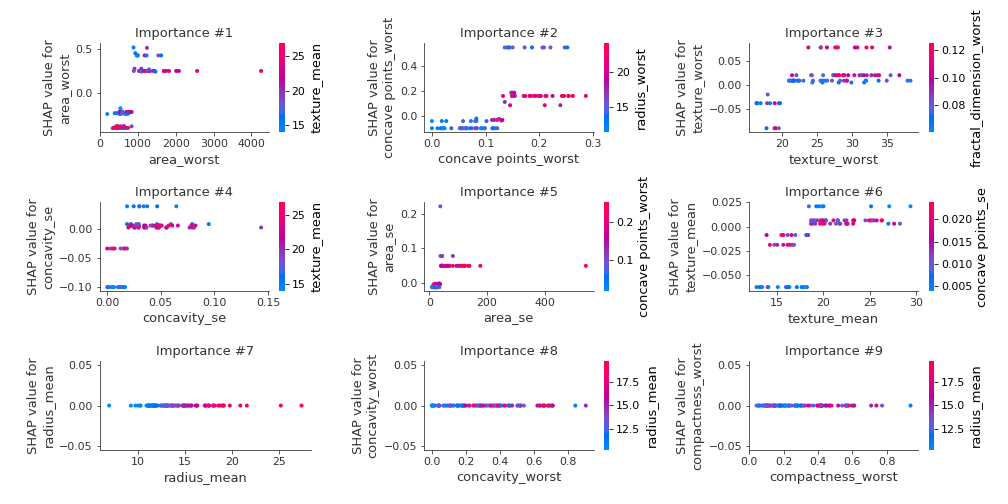 Importance #1
SHAP value for
area_worst
0.5
0.0
0
1000
2000
3000
4000
area_worst
25
20
15
texture_mean
Importance #2
SHAP value for
concave points_worst
0.4
0.2
0.0
0.0
0.1
0.2
0.3
concave points_worst
20
15
radius_worst
Importance #3
SHAP value for
texture_worst
0.05
0.00
−0.05
20
25
30
35
texture_worst
0.12
0.10
0.08
fractal_dimension_worst
Importance #4
SHAP value for
concavity_se
0.00
−0.05
−0.10
0.00
0.05
0.10
0.15
concavity_se
25
20
15
texture_mean
Importance #5
SHAP value for
area_se
0.2
0.1
0.0
0
200
400
area_se
0.2
0.1
concave points_worst
Importance #6
SHAP value for
texture_mean
0.025
0.000
−0.025
−0.050
15
20
25
30
texture_mean
0.020
0.015
0.010
0.005
concave points_se
Importance #7
SHAP value for
radius_mean
0.05
0.00
−0.05
10
15
20
25
radius_mean
Importance #8
SHAP value for
concavity_worst
0.05
0.00
−0.05
0.0
0.2
0.4
0.6
0.8
concavity_worst
17.5
15.0
12.5
radius_mean
Importance #9
SHAP value for
compactness_worst
0.05
0.00
−0.05
0.0
0.2
0.4
0.6
0.8
compactness_worst
17.5
15.0
12.5
radius_mean